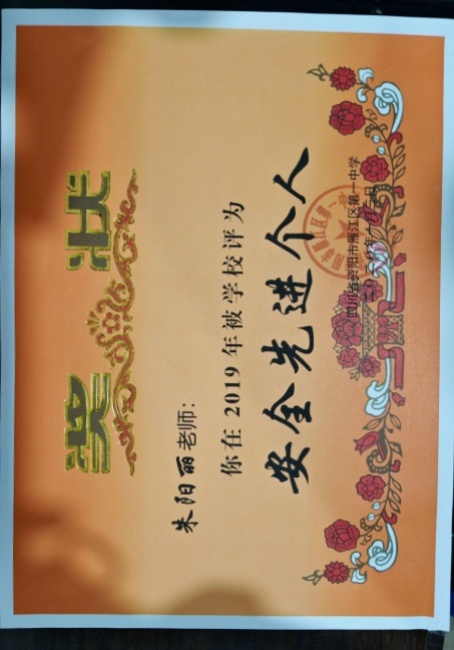 奖状
朱阳丽老师：
你在2019年被学校评为
安全先进个人
四川省资阳市雁江区第一中学